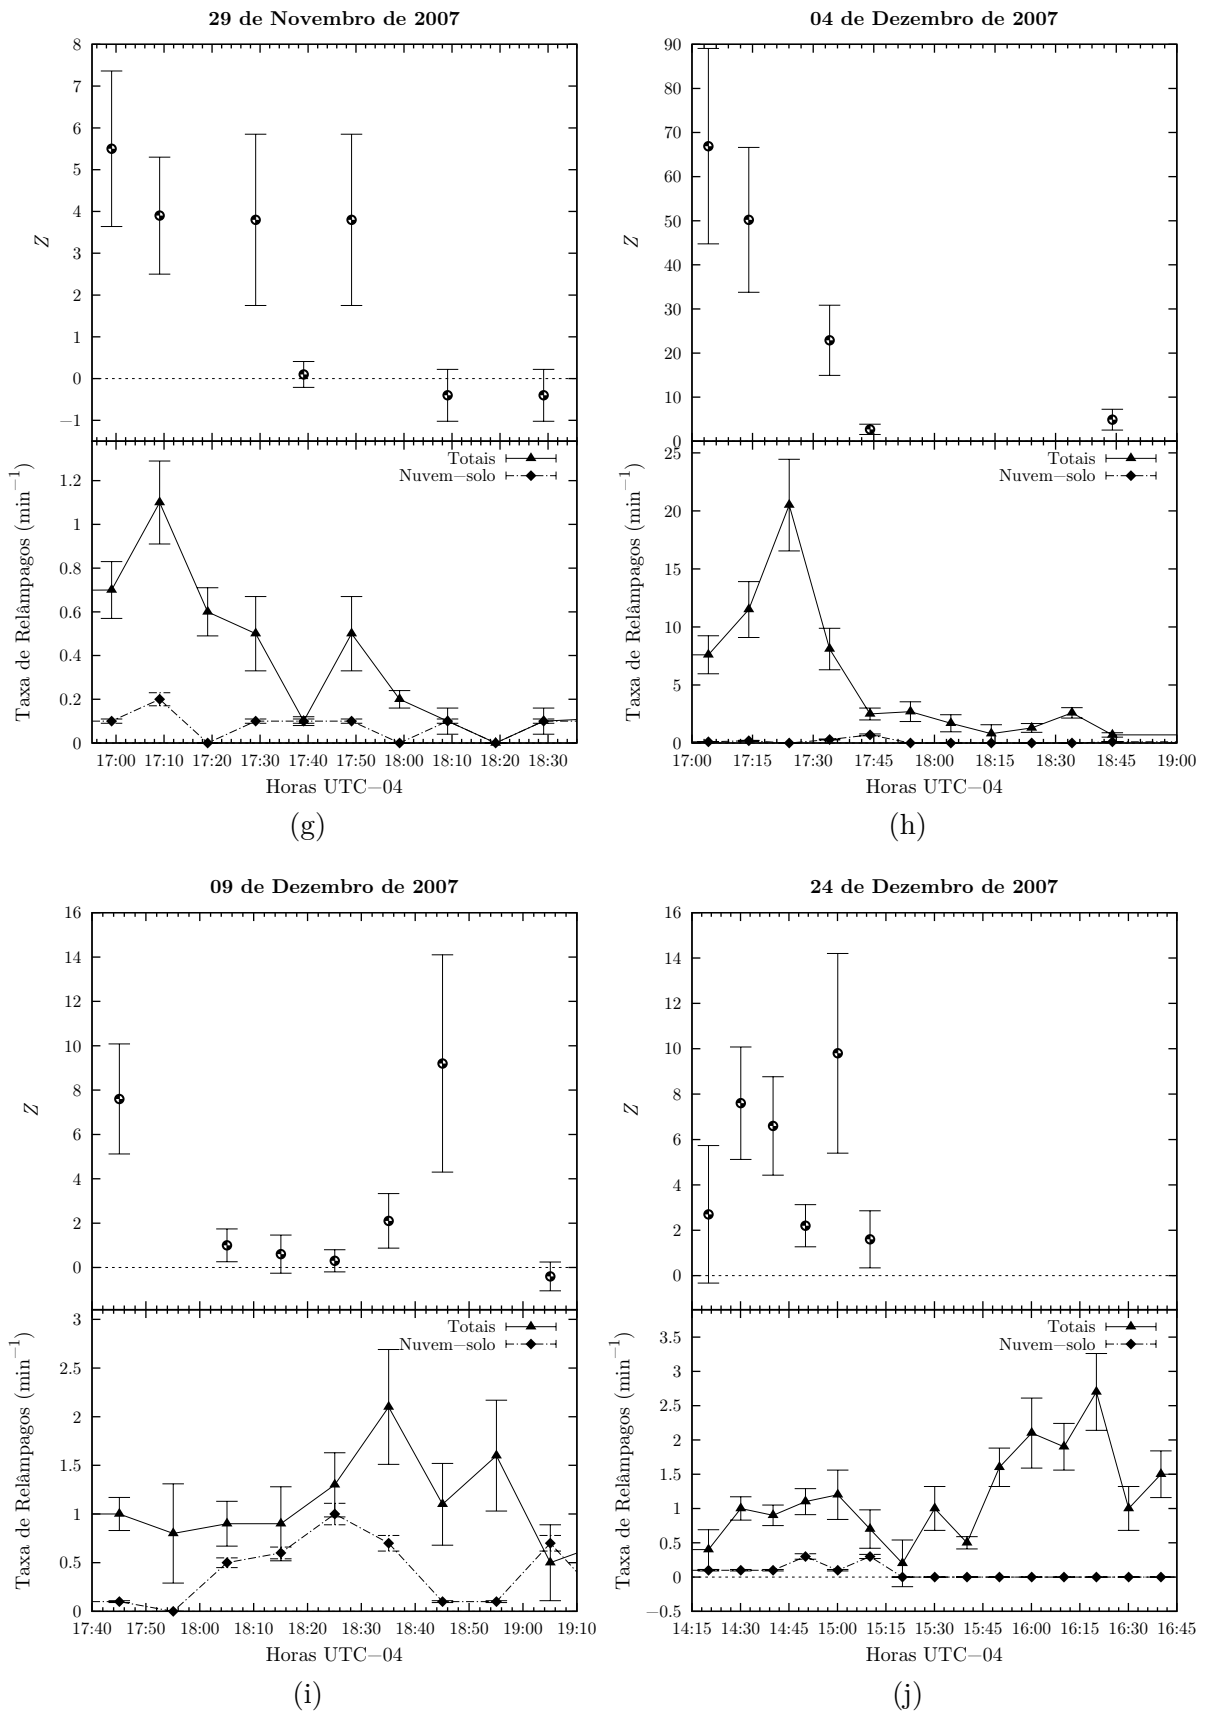 29 de Novembro de 2007
8
7
6
5
4
3
2
1
0
−1
Z
Totais
Nuvem−solo
1.2
1
0.8
0.6
0.4
0.2
0
Taxa de Relâmpagos (min−1)
17:00 17:10 17:20 17:30 17:40 17:50 18:00 18:10 18:20 18:30
Horas UTC−04
(g)
04 de Dezembro de 2007
90
80
70
60
50
40
30
20
10
0
Z
Totais
Nuvem−solo
25
20
15
10
5
0
Taxa de Relâmpagos (min−1)
17:00 17:15 17:30 17:45 18:00 18:15 18:30 18:45 19:00
Horas UTC−04
(h)
09 de Dezembro de 2007
16
14
12
10
8
6
4
2
0
Z
Totais
Nuvem−solo
3
2.5
2
1.5
1
0.5
0
Taxa de Relâmpagos (min−1)
17:40 17:50 18:00 18:10 18:20 18:30 18:40 18:50 19:00 19:10
Horas UTC−04
(i)
24 de Dezembro de 2007
16
14
12
10
8
6
4
2
0
Z
Totais
Nuvem−solo
3.5
3
2.5
2
1.5
1
0.5
0
−0.5
Taxa de Relâmpagos (min−1)
14:15 14:30 14:45 15:00 15:15 15:30 15:45 16:00 16:15 16:30 16:45
Horas UTC−04
(j)